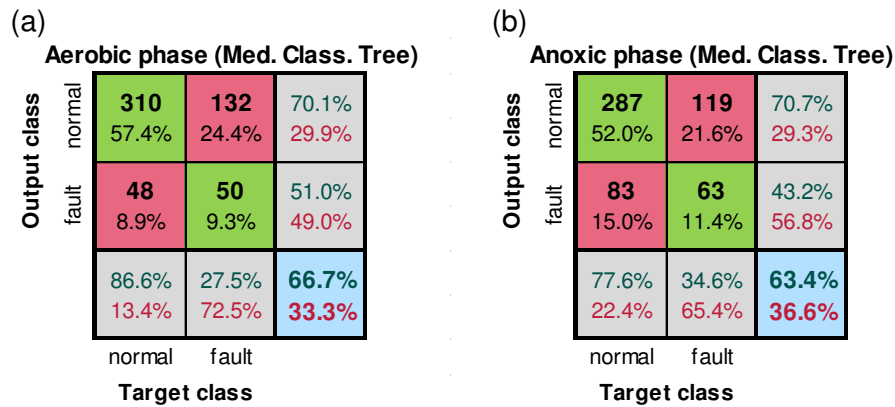 (a)
Aerobic phase (Med. Class. Tree)
Output class
normal
310 132 70.1%
57.4% 24.4% 29.9%
fault
48 50 51.0%
8.9% 9.3% 49.0%
86.6% 27.5% 66.7%
13.4% 72.5% 33.3%
normal fault
Target class
(b)
Anoxic phase (Med. Class. Tree)
Output class
normal
287 119 70.7%
52.0% 21.6% 29.3%
fault
83 63 43.2%
15.0% 11.4% 56.8%
77.6% 34.6% 63.4%
22.4% 65.4% 36.6%
normal fault
Target class